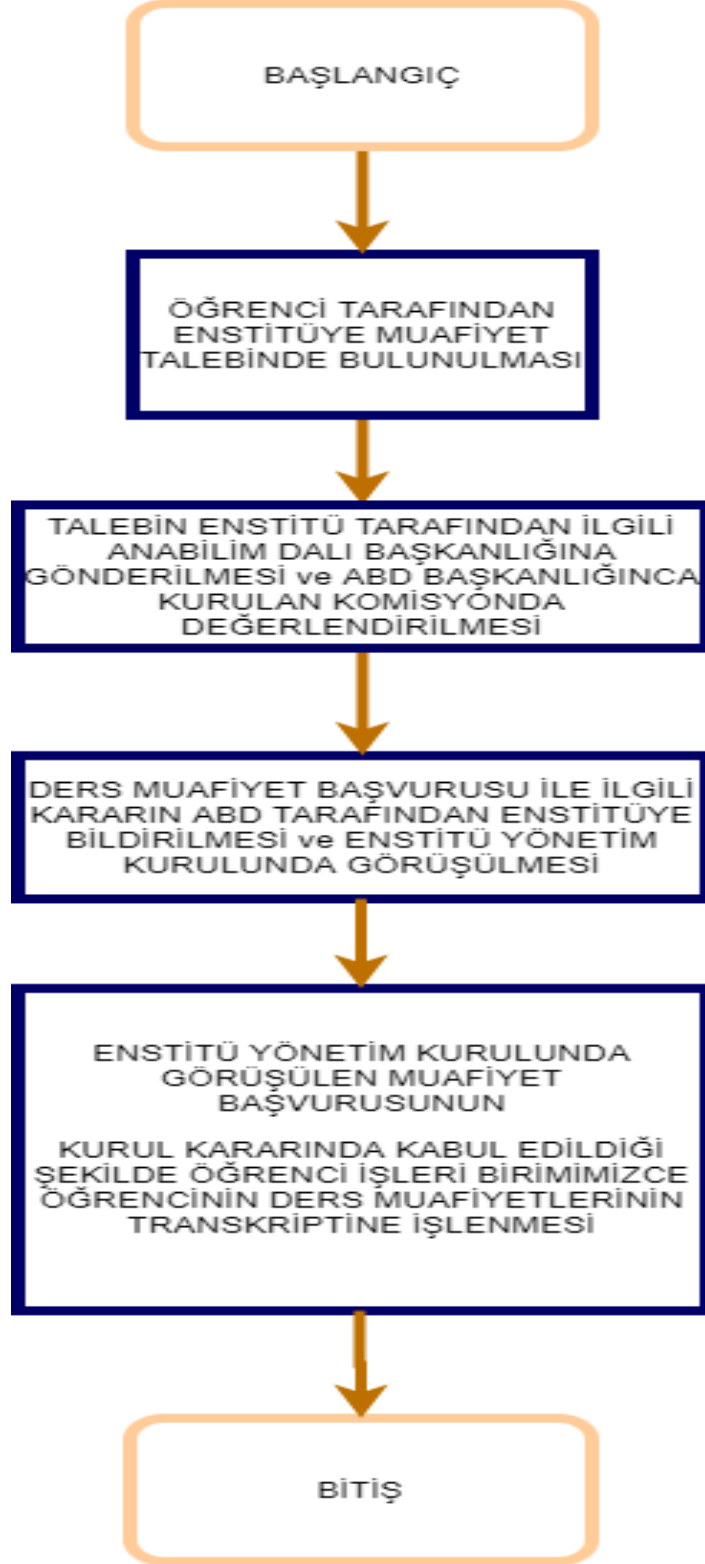 BAŞLANGIÇ
ÖĞRENCİ TARAFINDAN
ENSTİTÜYE MUAFİYET
TALEBİNDE BULUNULMASI
TALEBİN ENSTİTÜ TARAFINDAN İLGİLİ
ANABİLİM DALI BAŞKANLIĞINA
GÖNDERİLMESİ ve ABD BAŞKANLIĞINCA
KURULAN KOMİSYONDA
DEĞERLENDİRİLMESİ
DERS MUAFİYET BAŞVURUSU İLE İLGİLİ
KARARIN ABD TARAFINDAN ENSTİTÜYE
BİLDİRİLMESİ ve ENSTİTÜ YÖNETİM
KURULUNDA GÖRÜŞÜLMESİ
ENSTİTÜ YÖNETİM KURULUNDA
GÖRÜŞÜLEN MUAFİYET
BAŞVURUSUNUN
KURUL KARARINDA KABUL EDİLDİĞİ
ŞEKİLDE ÖĞRENCİ İŞLERİ BİRİMİMİZCE
ÖĞRENCİNİN DERS MUAFİYETLERİNİN
TRANSKRİPTİNE İŞLENMESİ
BİTİŞ